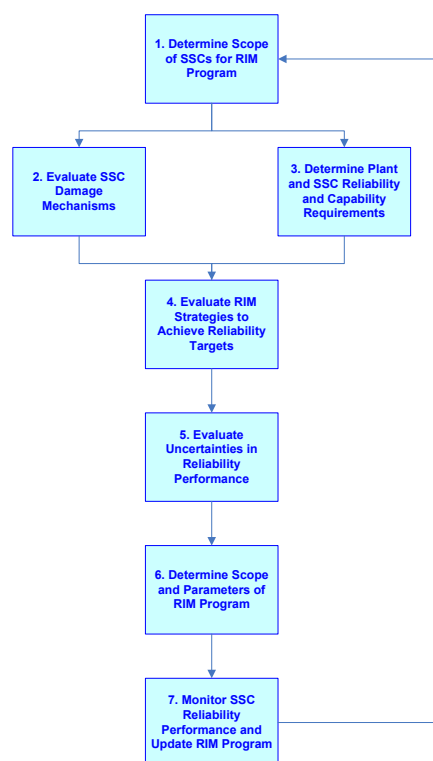 1. Determine Scope
of SSCs for RIM
Program
2. Evaluate SSC
Damage
Mechanisms
3. Determine Plant
and SSC Reliability
and Capability
Requirements
4. Evaluate RIM
Strategies to
Achieve Reliability
Targets
5. Evaluate
Uncertainties in
Reliability
Performance
6. Determine Scope
and Parameters of
RIM Program
7. Monitor SSC
Reliability
Performance and
Update RIM Program